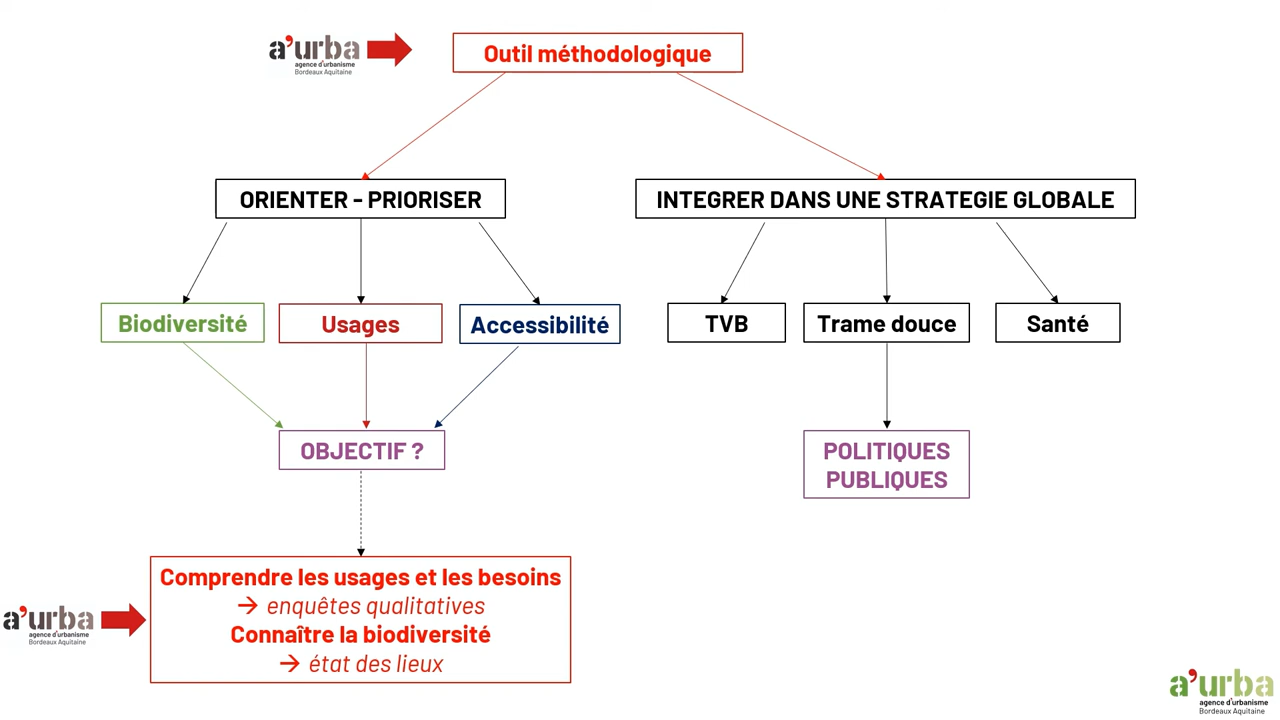 a'urba
agence d'urbanisme
Bordeaux Aquitaine
Outil méthodologique
ORIENTER - PRIORISER
INTEGRER DANS UNE STRATEGIE GLOBALE
Biodiversité
Usages
Accessibilité
TVB
Trame douce
Santé
OBJECTIF ?
POLITIQUES
PUBLIQUES
Comprendre les usages et les besoins
→ enquêtes qualitatives
Connaître la biodiversité
→ état des lieux
a'urba
agence d'urbanisme
Bordeaux Aquitaine
a'urba
agence d'urbanisme
Bordeaux Aquitaine